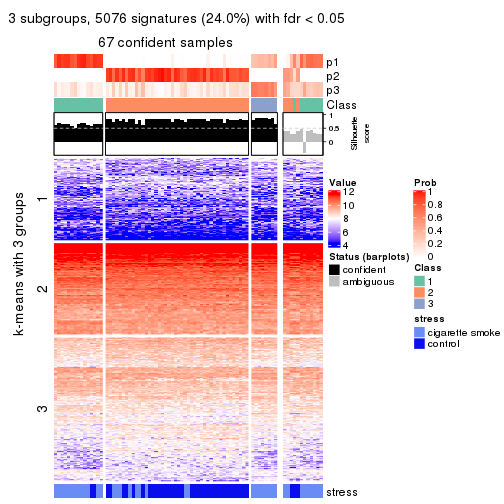 3 subgroups, 5076 signatures (24.0%) with fdr < 0.05
67 confident samples
p1
p2
p3
Class
1
0.5
0
Silhouette
score
k-means with 3 groups
1
2
3
stress
Value
12
10
8
6
4
Status (barplots)
confident
ambiguous
Prob
1
0.8
0.6
0.4
0.2
0
Class
1
2
3
stress
cigarette smoke
control